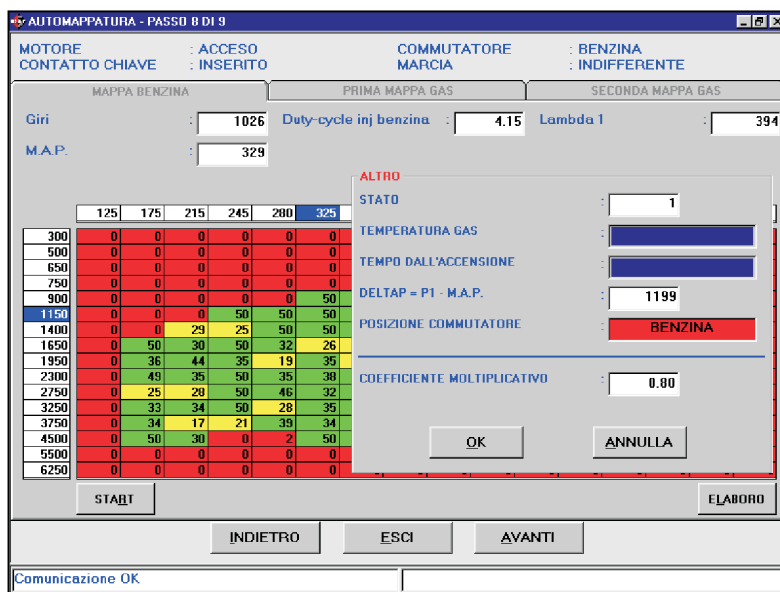 AUTOMAPPATURA - PASSO 8 DI 9
MOTORE : ACCESO COMMUTATORE : BENZINA
CONTATTO CHIAVE : INSERITO MARCIA : INDIFFERENTE
MAPPA BENZINA PRIMA MAPPA GAS SECONDA MAPPA GAS
Giri : 1026 Duty-cycle inj benzina : 4.15 Lambda 1 : 394
M.A.P. : 329
ALTRO
STATO : 1
TEMPERATURA GAS :
TEMPO DALL'ACCENSIONE :
DELTAP = P1 - M.A.P. : 1199
POSIZIONE COMMUTATORE : BENZINA
COEFFICIENTE MOLTIPLICATIVO : 0.80
OK ANNULLA
125 175 215 245 280 325
300 0 0 0 0 0 0
500 0 0 0 0 0 0
650 0 0 0 0 0 0
750 0 0 0 0 0 0
900 0 0 0 0 0 50
1150 0 0 0 50 50 50
1400 0 0 29 25 50 50
1650 0 50 30 50 32 26
1950 0 36 44 35 19 35
2300 0 49 35 50 35 38
2750 0 25 28 50 46 32
3250 0 33 34 50 28 35
3750 0 34 17 21 39 34
4500 0 50 30 0 2 50
5500 0 0 0 0 0 0
6250 0 0 0 0 0 0
START ELABORO
INDIETRO ESCI AVANTI
Comunicazione OK